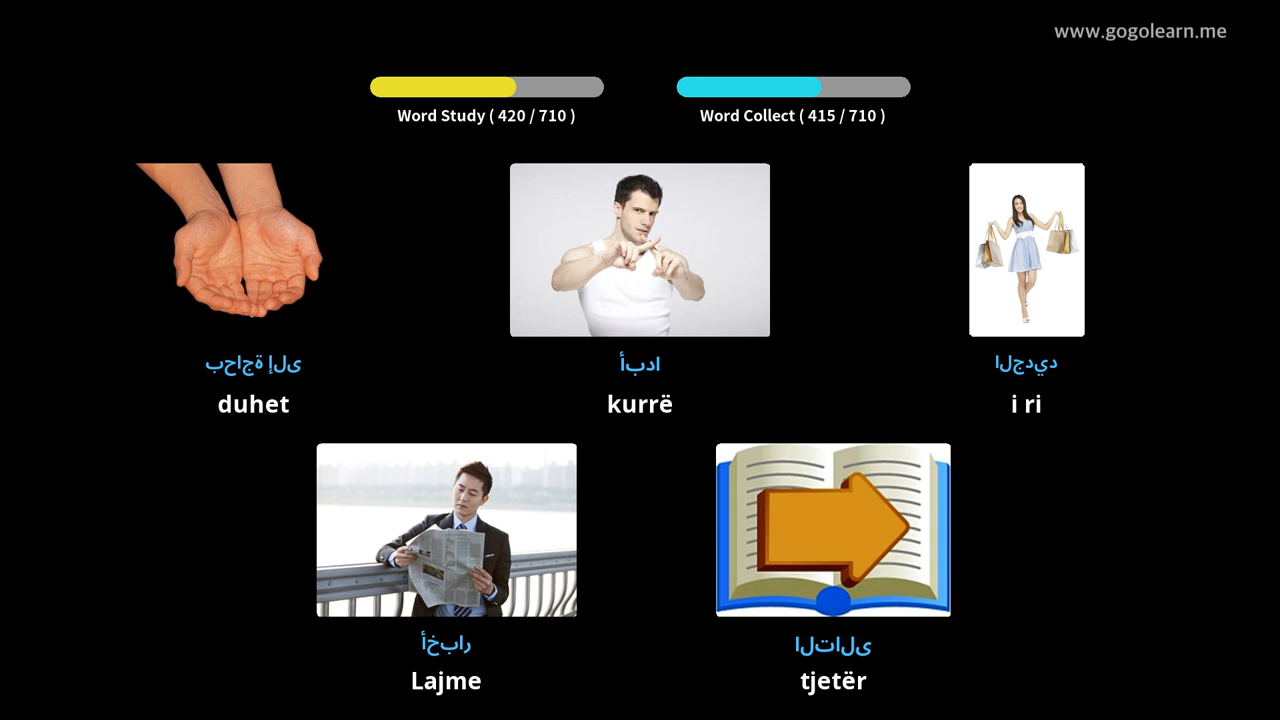 www.gogolearn.me
Word Study ( 420 / 710 )
Word Collect ( 415 / 710 )
بحاجة إلى
أبدا
الجديد
duhet
kurrë
i ri
أخبار
التالى
Lajme
tjetër